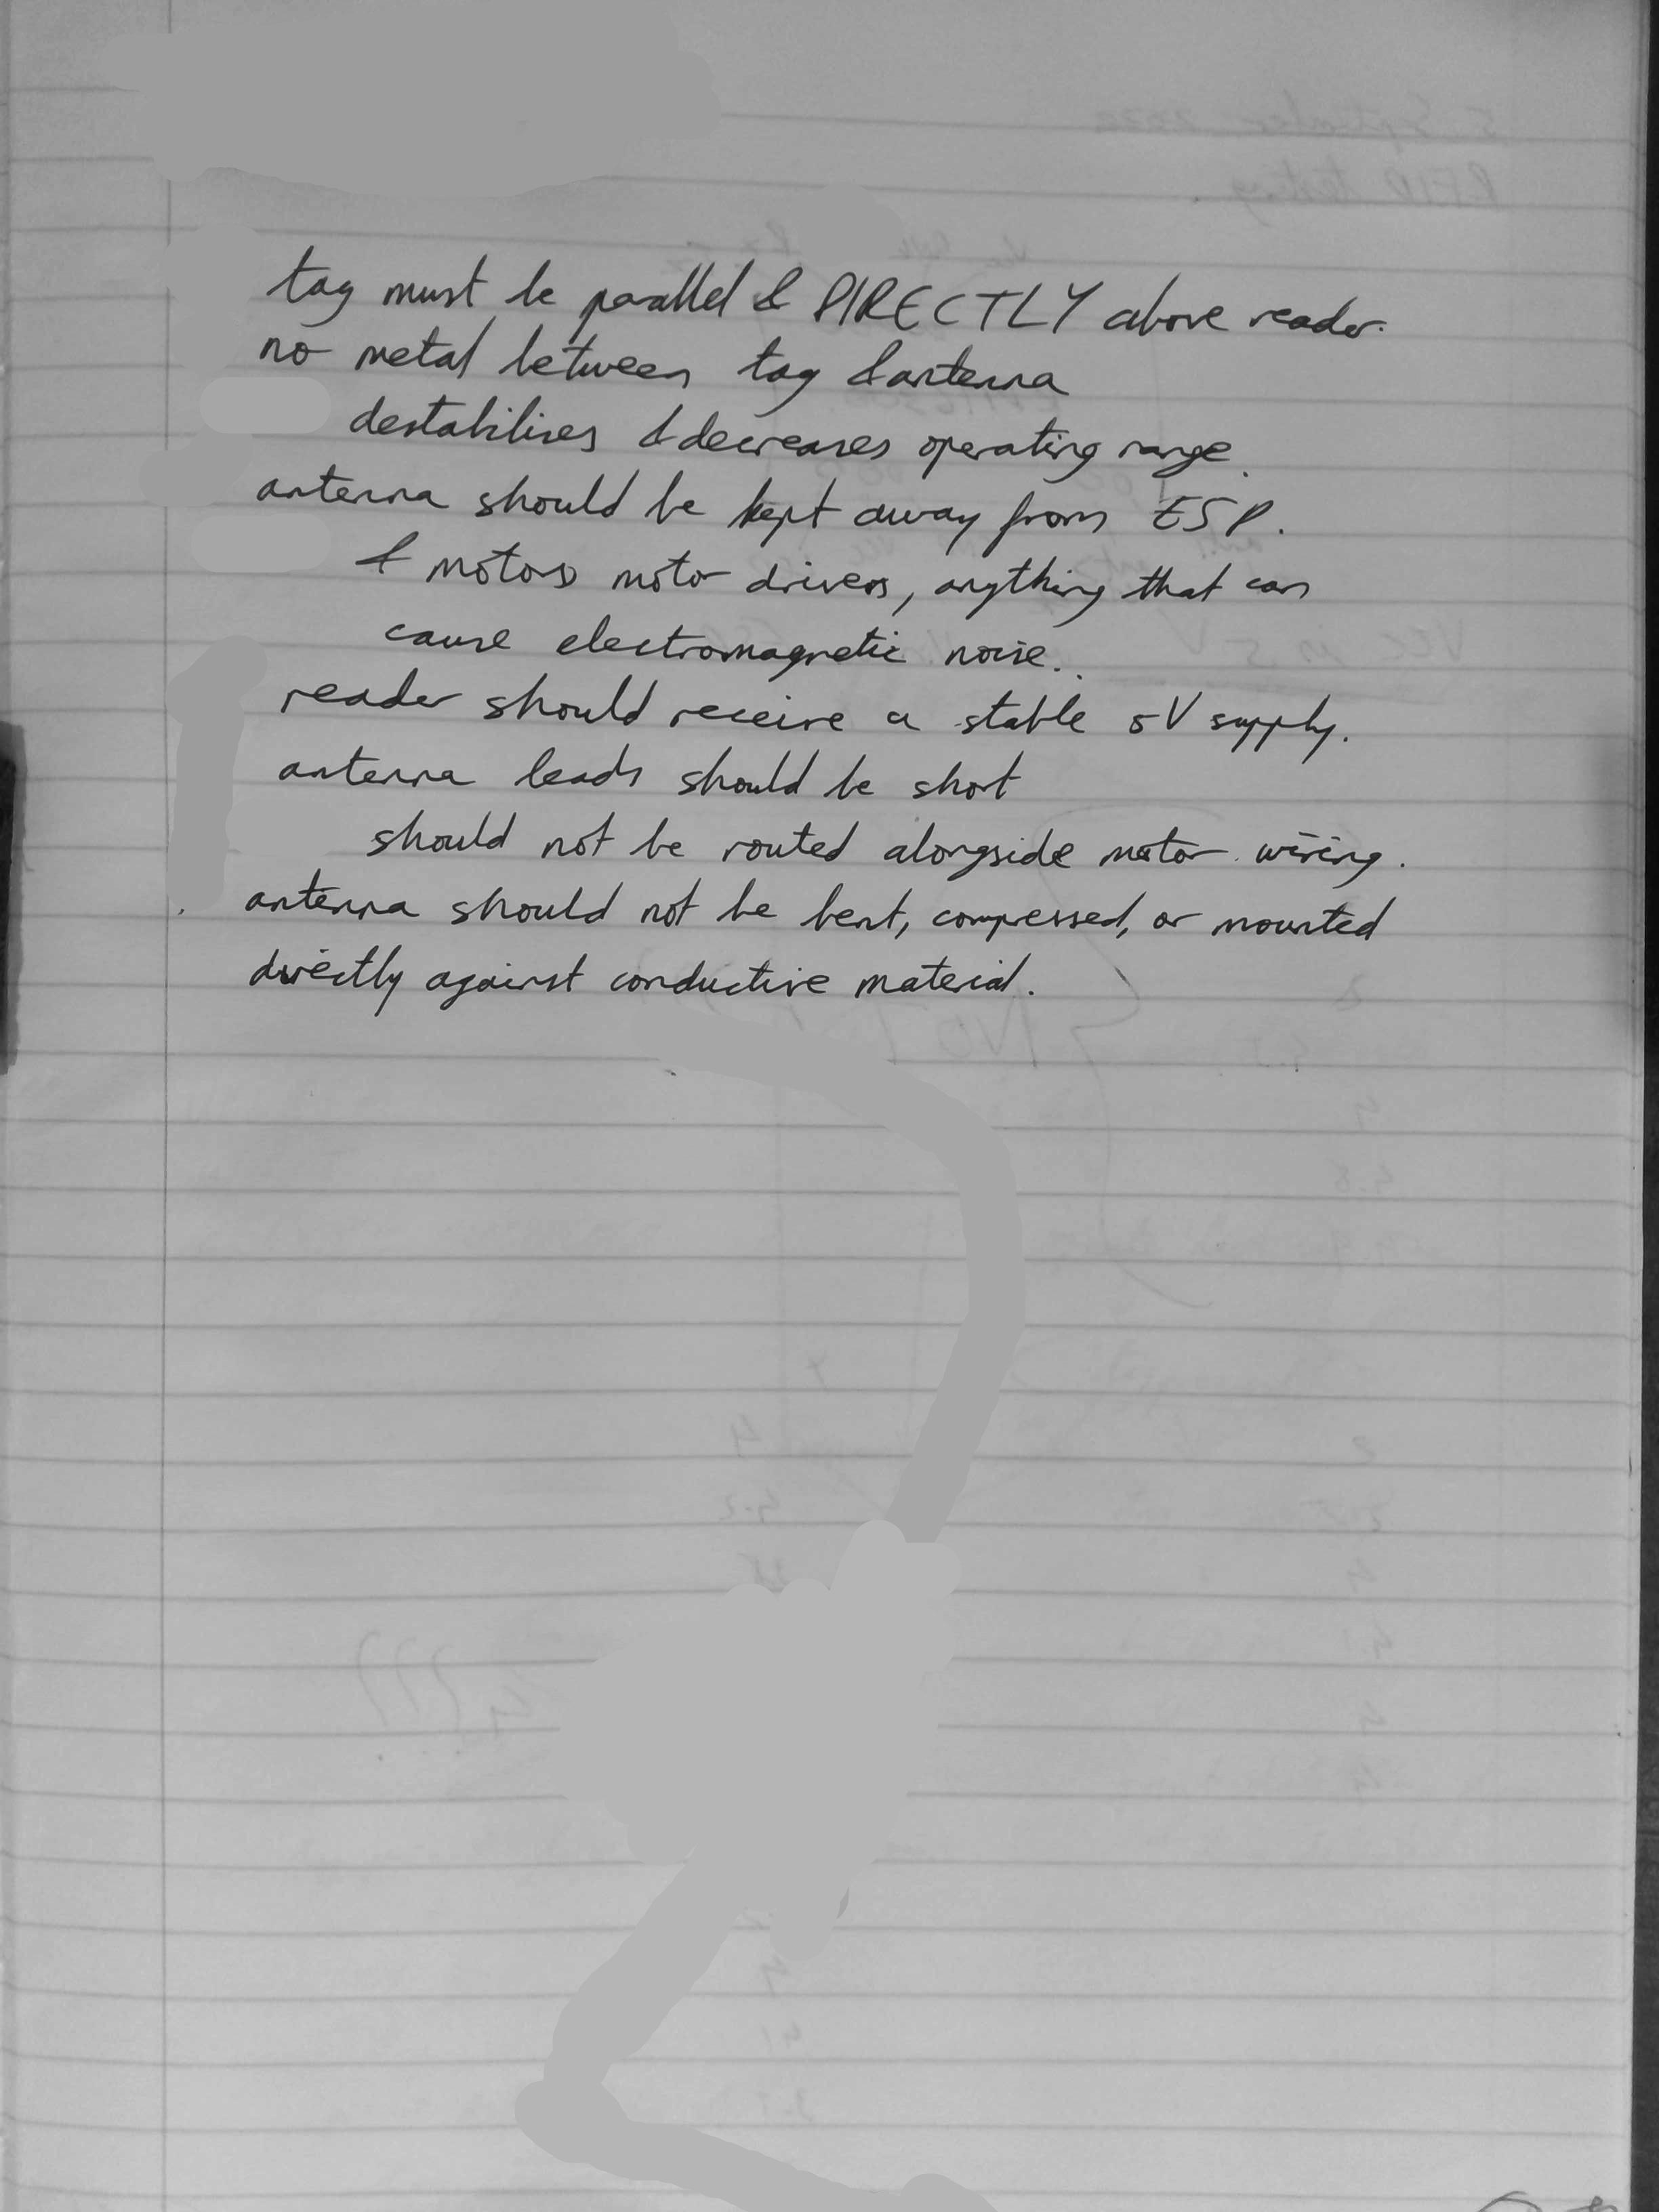 tag must be parallel & DIRECTLY above reader.
no metal between tag & antenna
destabilises & decreases operating range.
antenna should be kept away from ESP.
& motors motor drivers, anything that can
cause electromagnetic noise.
reader should receive a stable 5V supply.
antenna leads should be short
should not be routed alongside motor wiring.
antenna should not be bent, compressed, or mounted
directly against conductive material.